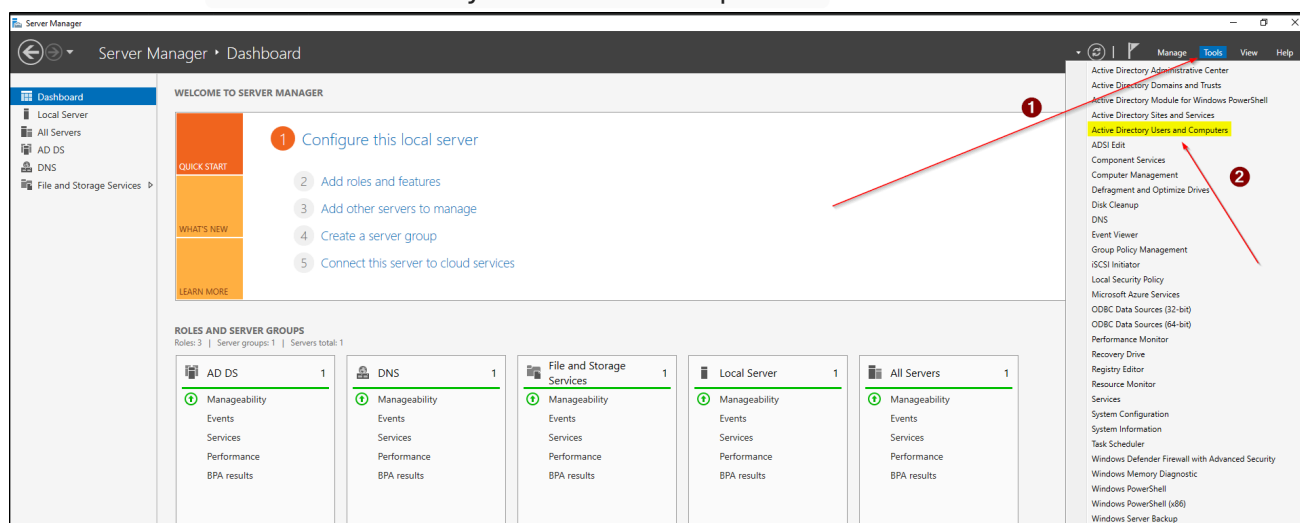 Server Manager
Server Manager • Dashboard
Manage Tools View Help
Dashboard
Local Server
All Servers
AD DS
DNS
File and Storage Services
WELCOME TO SERVER MANAGER
QUICK START
WHAT'S NEW
LEARN MORE
1 Configure this local server
2 Add roles and features
3 Add other servers to manage
4 Create a server group
5 Connect this server to cloud services
ROLES AND SERVER GROUPS
Roles: 3 | Server groups: 1 | Servers total: 1
AD DS 1
Manageability
Events
Services
Performance
BPA results
DNS 1
Manageability
Events
Services
Performance
BPA results
File and Storage
Services 1
Manageability
Events
Services
Performance
BPA results
Local Server 1
Manageability
Events
Services
Performance
BPA results
All Servers 1
Manageability
Events
Services
Performance
BPA results
1
2
Active Directory Administrative Center
Active Directory Domains and Trusts
Active Directory Module for Windows PowerShell
Active Directory Sites and Services
Active Directory Users and Computers
ADSI Edit
Component Services
Computer Management
Defragment and Optimize Drives
Disk Cleanup
DNS
Event Viewer
Group Policy Management
iSCSI Initiator
Local Security Policy
Microsoft Azure Services
ODBC Data Sources (32-bit)
ODBC Data Sources (64-bit)
Performance Monitor
Recovery Drive
Registry Editor
Resource Monitor
Services
System Configuration
System Information
Task Scheduler
Windows Defender Firewall with Advanced Security
Windows Memory Diagnostic
Windows PowerShell
Windows PowerShell (x86)
Windows Server Backup